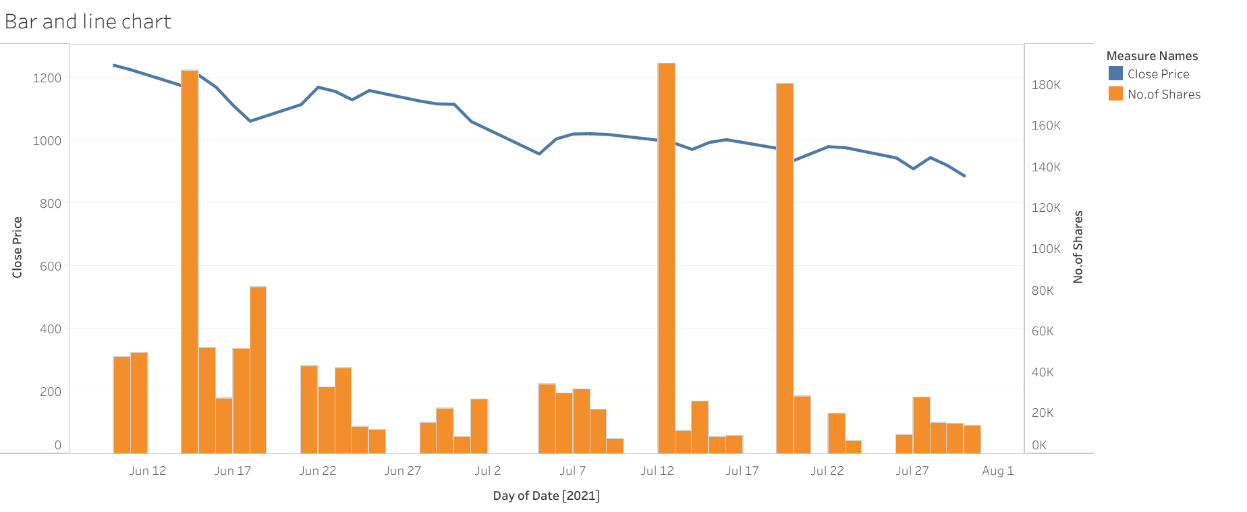 Bar and line chart
Measure Names
Close Price
No.of Shares
1200
1000
800
600
400
200
0
Close Price
180K
160K
140K
120K
100K
80K
60K
40K
20K
0K
No.of Shares
Jun 12 Jun 17 Jun 22 Jun 27 Jul 2 Jul 7 Jul 12 Jul 17 Jul 22 Jul 27 Aug 1
Day of Date [2021]